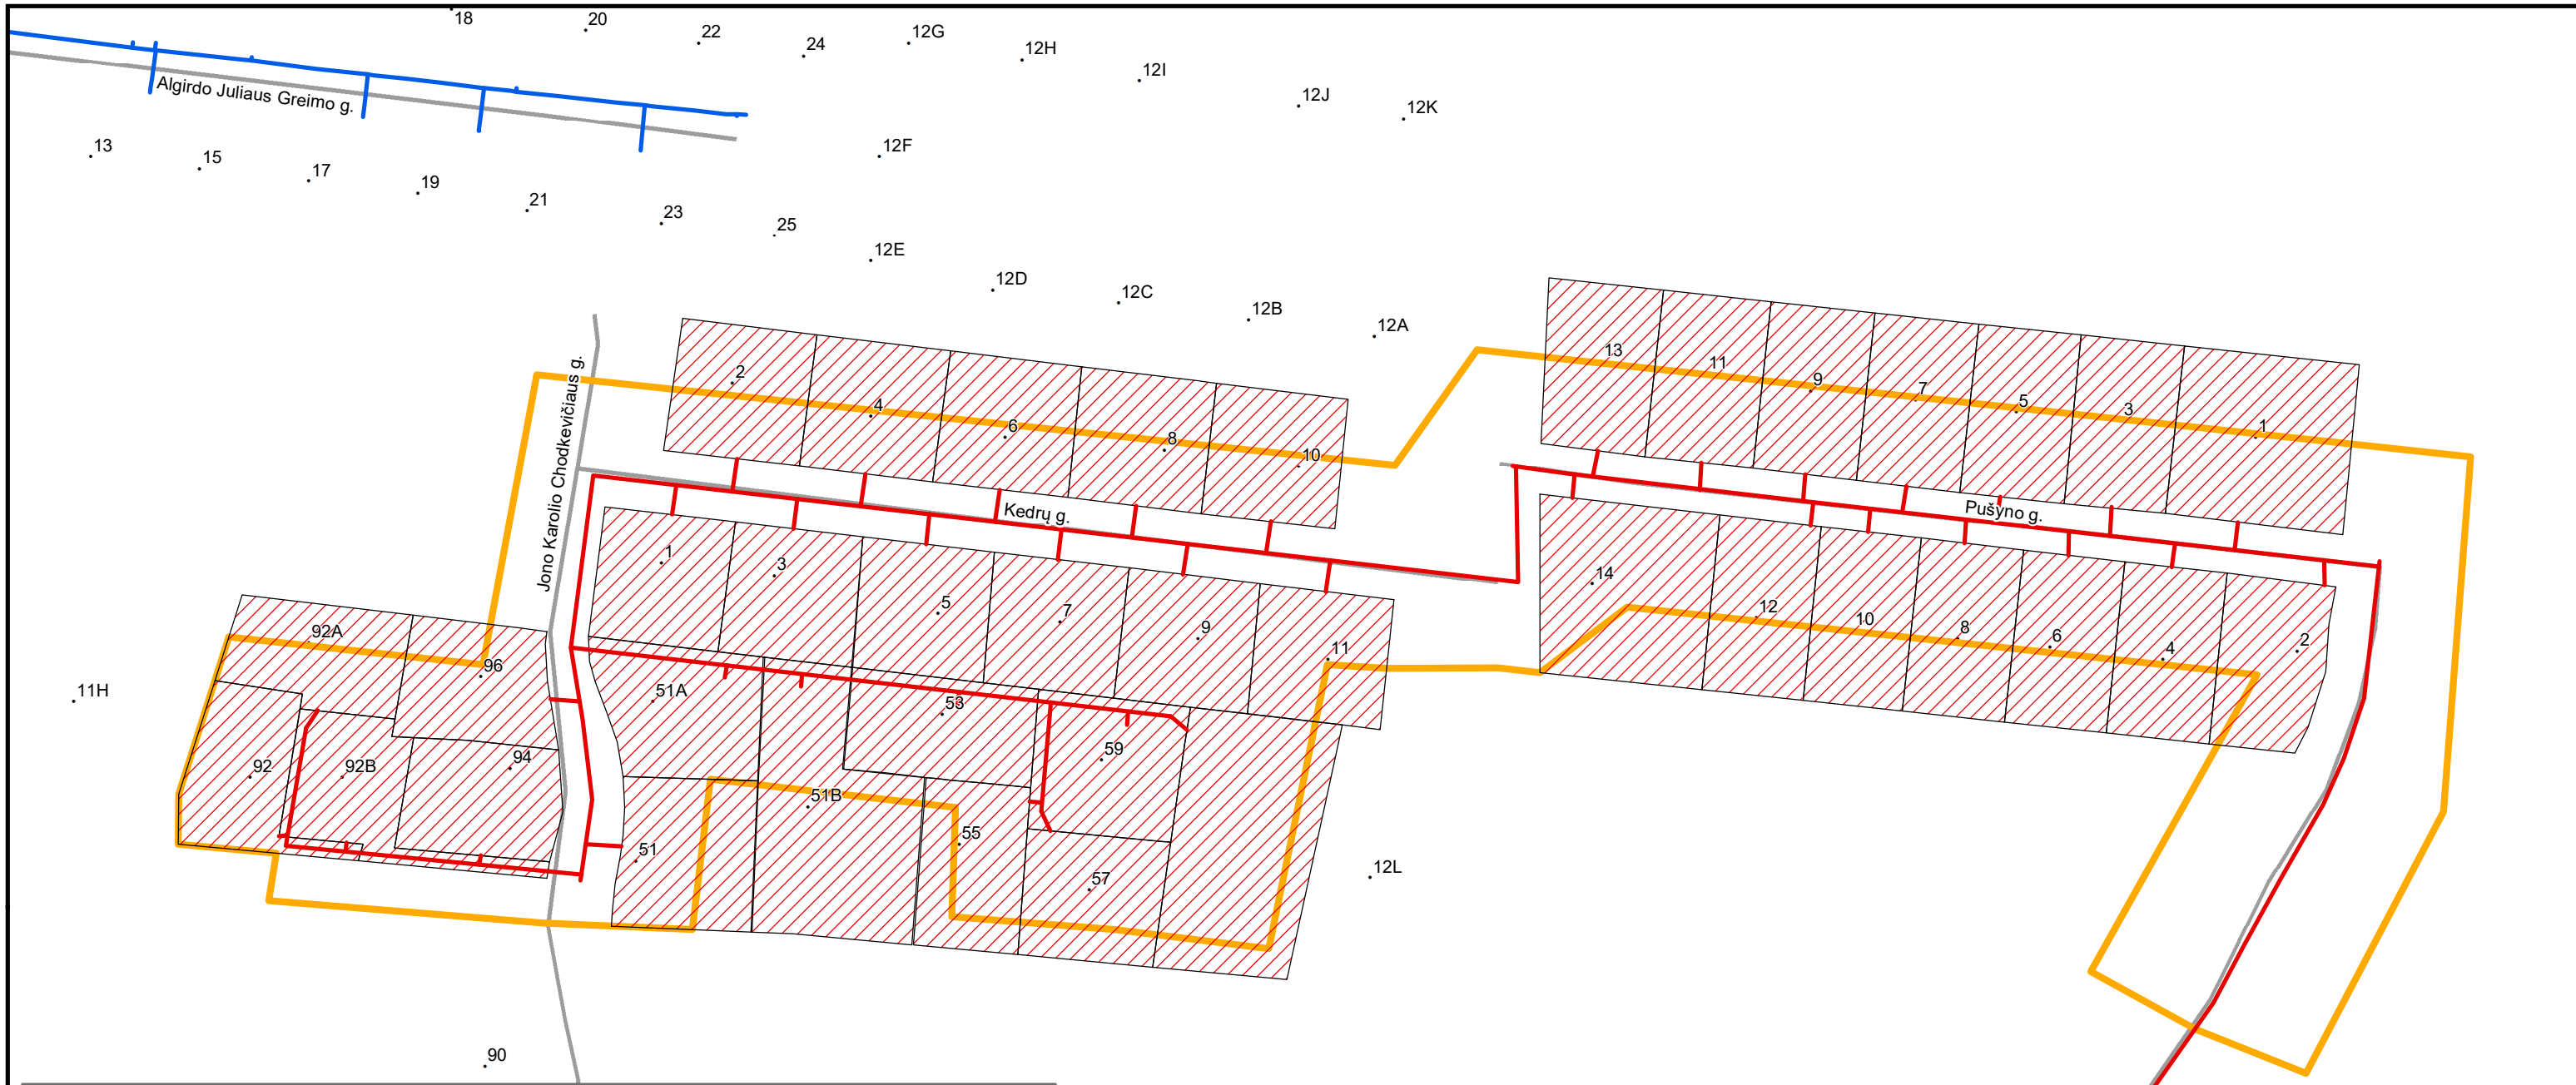 18
20
22
24
12G
12H
12I
12J
12K
Algirdo Juliaus Greimo g.
13
15
17
19
21
23
25
12F
12E
12D
12C
12B
12A
Jono Karolio Chodkevičiaus g.
2
4
6
8
10
13
11
9
7
5
3
1
Kedrų g.
Pušyno g.
1
3
5
7
9
11
14
12
10
8
6
4
2
92A
96
11H
51A
53
59
92
92B
94
51B
55
51
57
12L
90